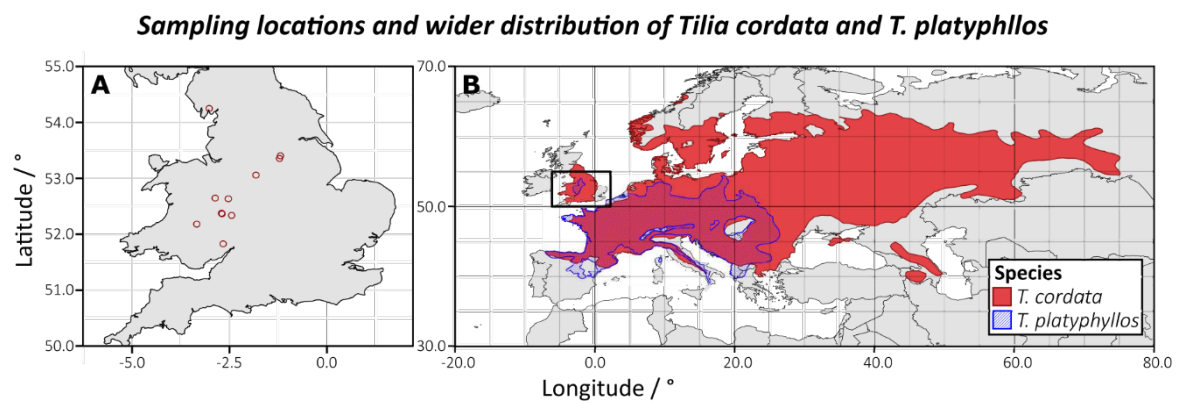 Sampling locations and wider distribution of Tilia cordata and T. platyphllos
A
B
Latitude / °
55.0
54.0
53.0
52.0
51.0
50.0
-5.0
-2.5
0.0
70.0
50.0
30.0
-20.0
0.0
20.0
40.0
60.0
80.0
Species
T. cordata
T. platyphyllos
Longitude / °